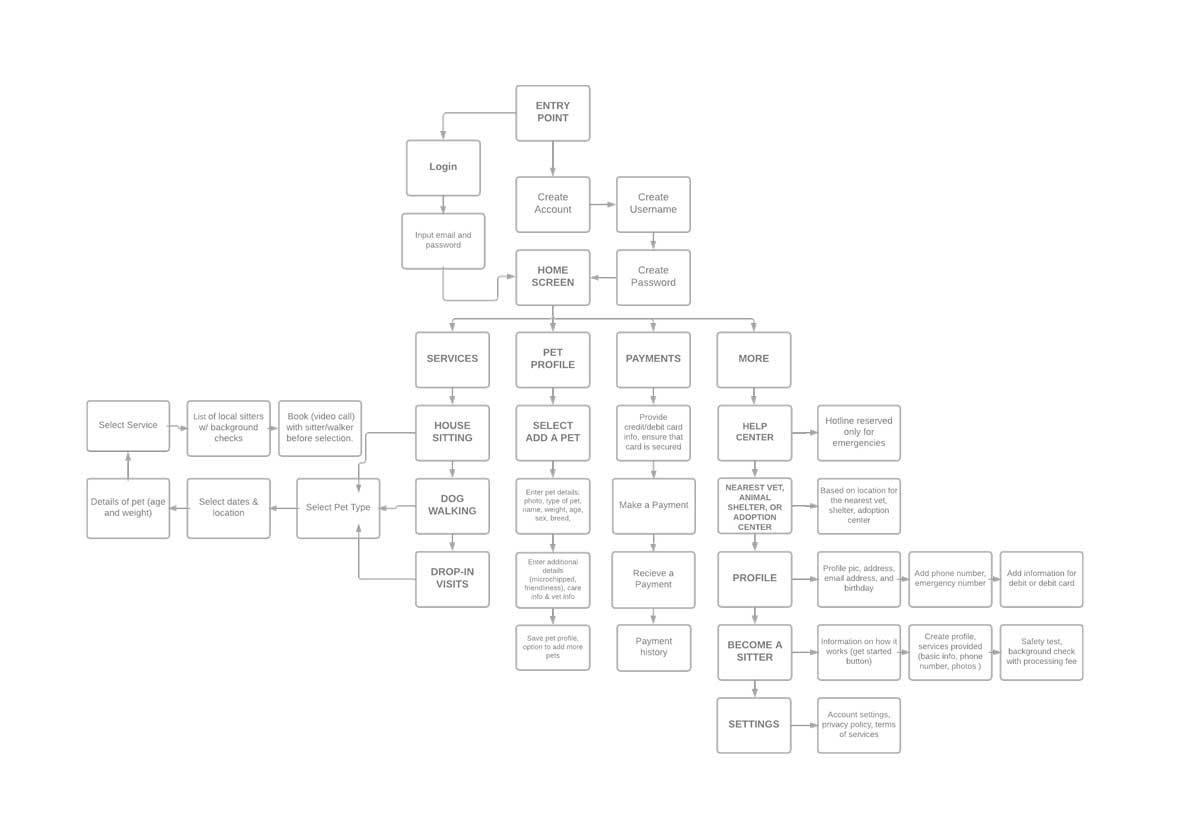 ENTRY
POINT
Login
Create
Account
Create
Username
Input email and
password
HOME
SCREEN
Create
Password
SERVICES
PET
PROFILE
PAYMENTS
MORE
Select Service
List of local sitters
w/ background
checks
Book (video call)
with sitter/walker
before selection.
HOUSE
SITTING
SELECT
ADD A PET
Provide
credit/debit card
info, ensure that
card is secured
HELP
CENTER
Hotline reserved
only for
emergencies
Details of pet (age
and weight)
Select dates &
location
Select Pet Type
DOG
WALKING
Enter pet details:
photo, type of pet,
name, weight, age,
sex, breed,
Make a Payment
NEAREST VET,
ANIMAL
SHELTER, OR
ADOPTION
CENTER
Based on location for
the nearest vet,
shelter, adoption
center
DROP-IN
VISITS
Enter additional
details
(microchipped,
friendliness), care
info & vet info
Recieve a
Payment
PROFILE
Profile pic, address,
email address, and
birthday
Add phone number,
emergency number
Add information for
debit or debit card
Save pet profile,
option to add more
pets
Payment
history
BECOME A
SITTER
Information on how it
works (get started
button)
Create profile,
services provided
(basic info, phone
number, photos )
Safety test,
background check
with processing fee
SETTINGS
Account settings,
privacy policy, terms
of services